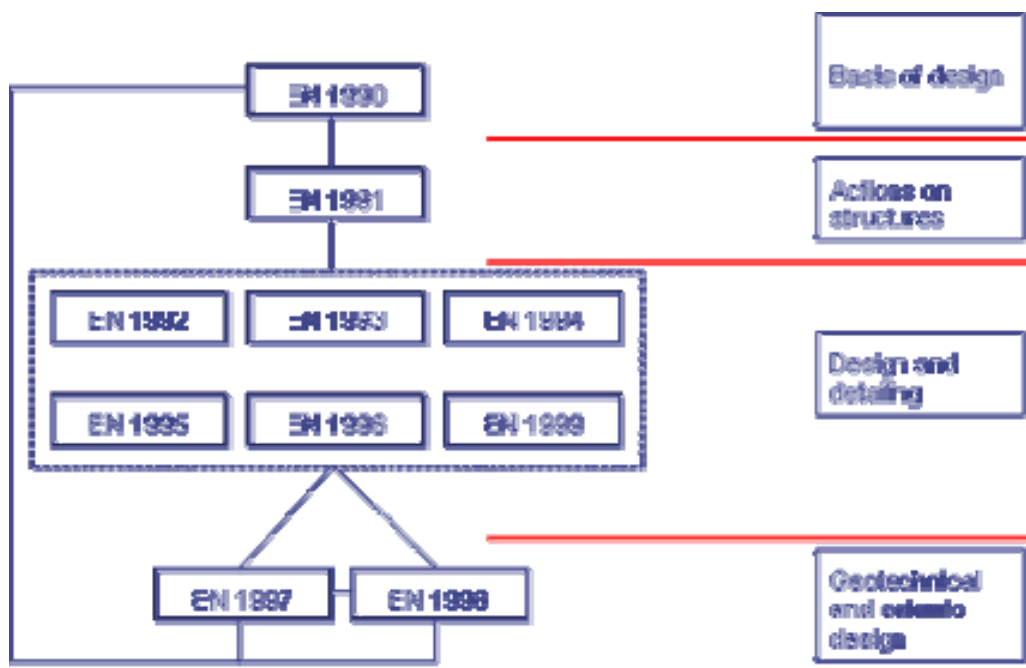 EN 1990
Basis of design
EN 1991
Actions on
structures
EN 1992
EN 1993
EN 1994
Design and
detailing
EN 1995
EN 1996
EN 1999
EN 1997
EN 1998
Geotechnical
and seismic
design